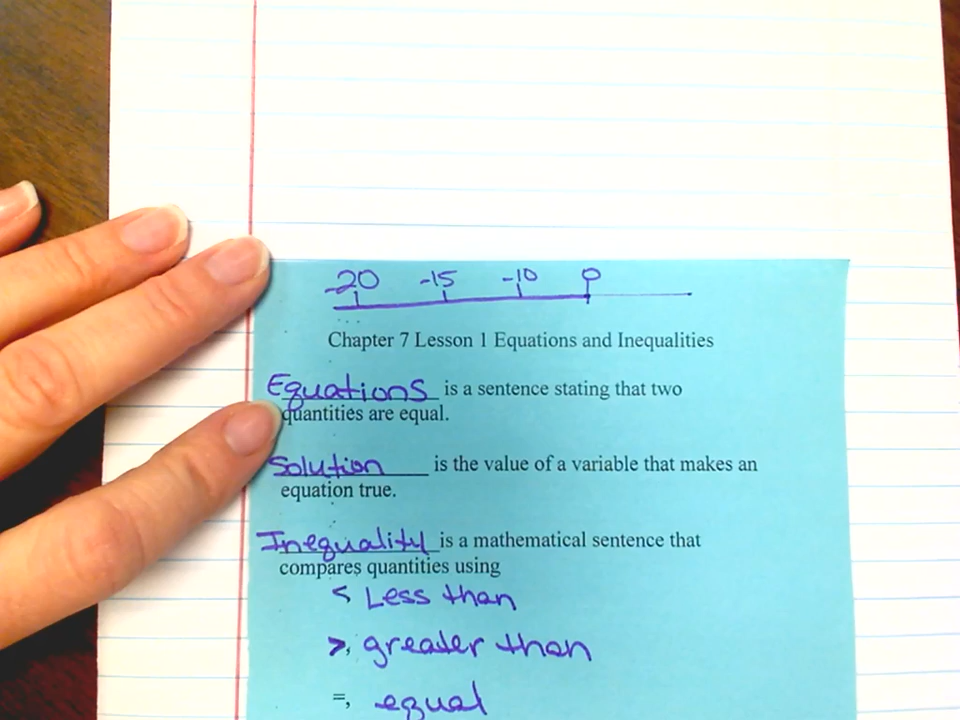 -20 -15 -10 0
Chapter 7 Lesson 1 Equations and Inequalities
Equations is a sentence stating that two
quantities are equal.
Solution is the value of a variable that makes an
equation true.
Inequality is a mathematical sentence that
compares quantities using
< Less than
>, greater than
=, equal